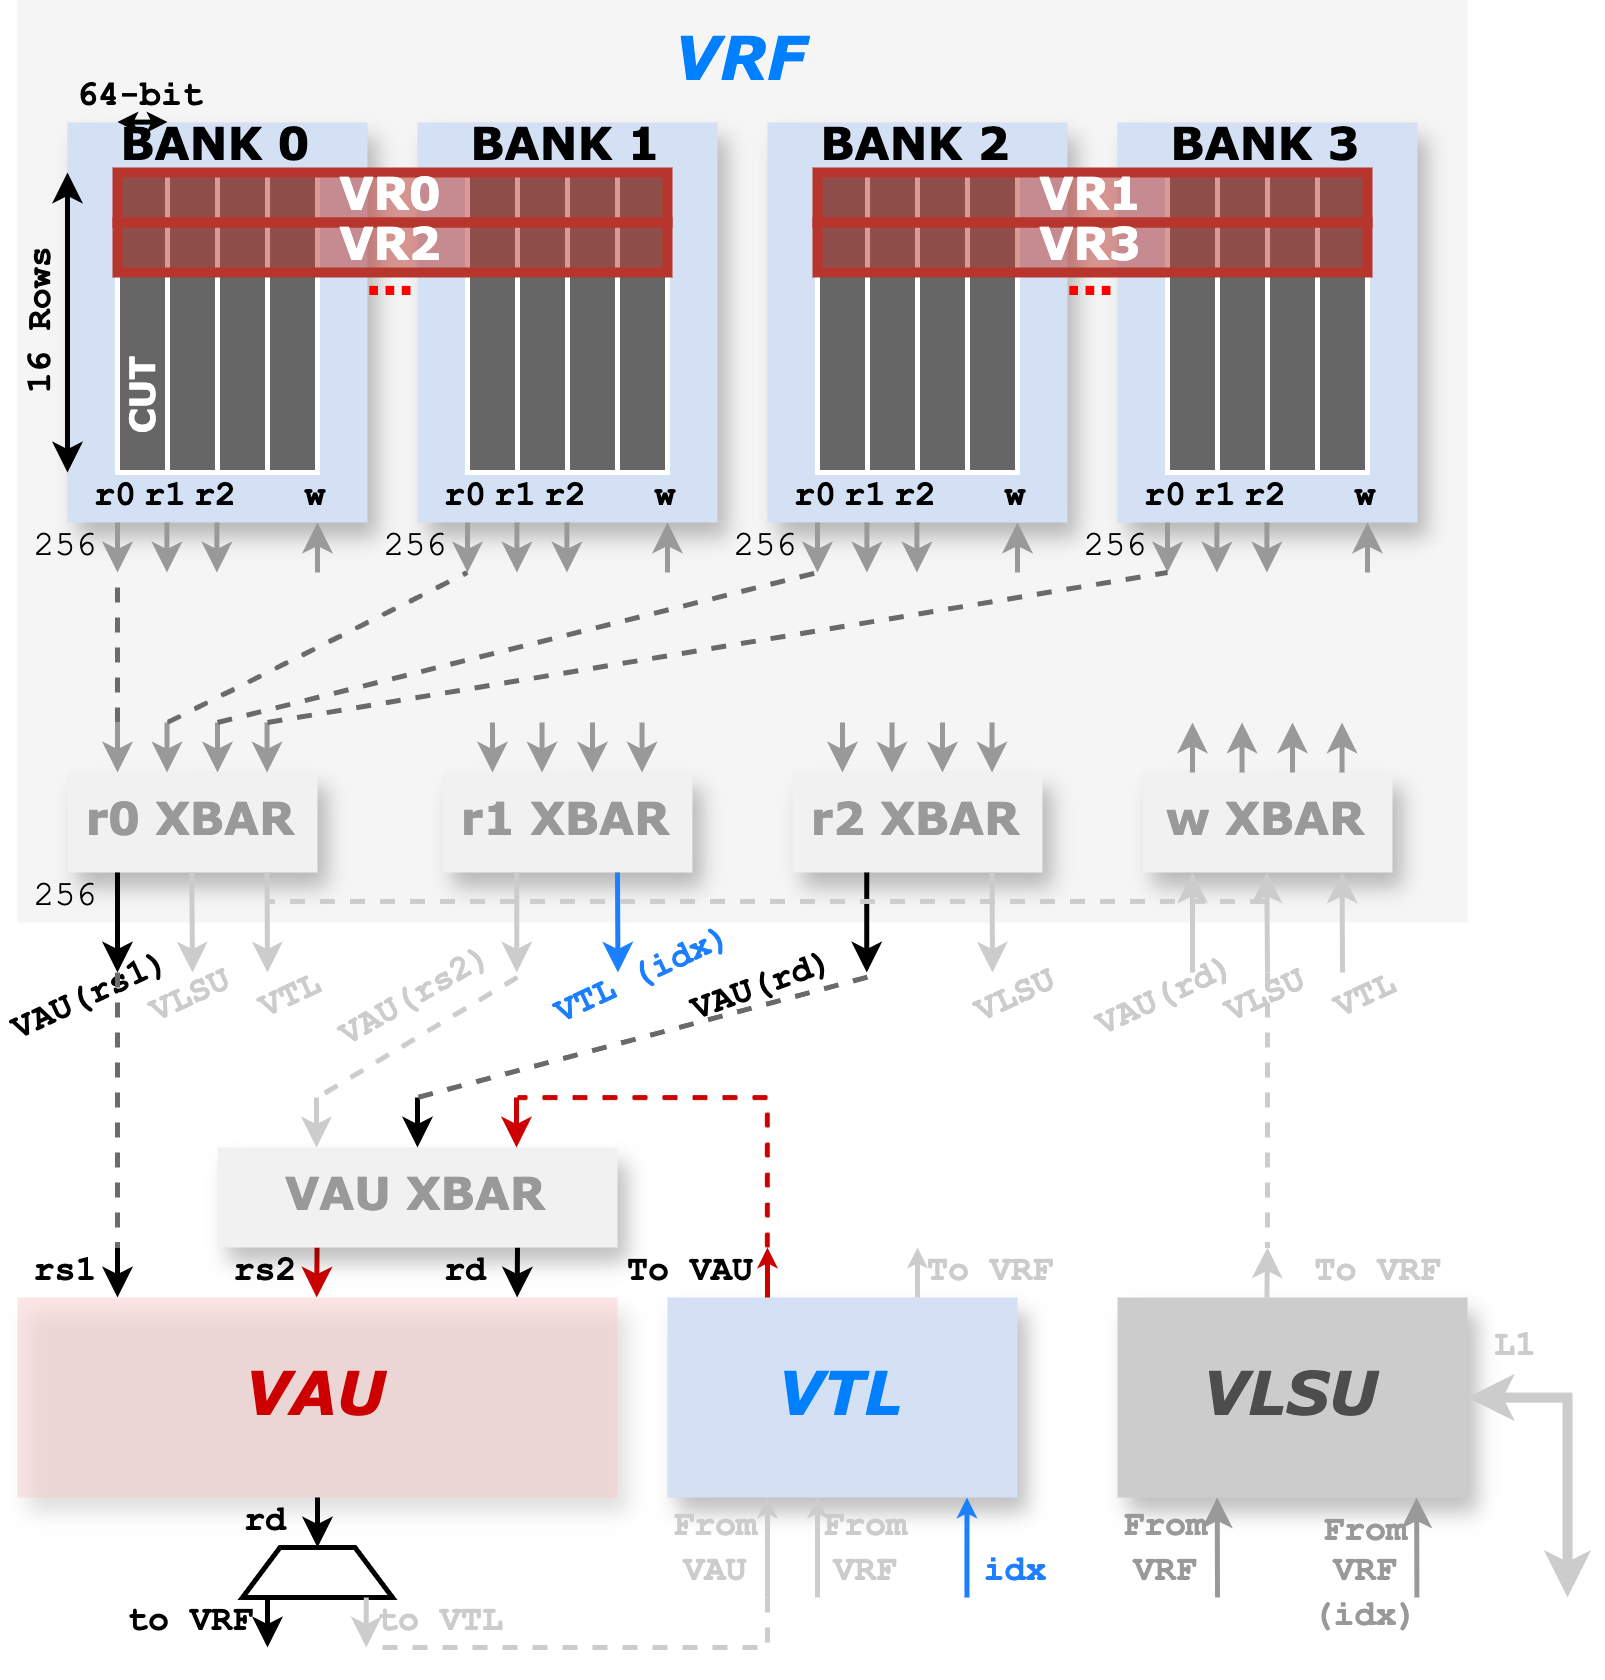 VRF
64-bit
BANK 0 BANK 1 BANK 2 BANK 3
VR0 VR1
VR2 VR3
...  ...
16 Rows
CUT
r0 r1 r2 w r0 r1 r2 w r0 r1 r2 w r0 r1 r2 w
256 256 256 256
r0 XBAR r1 XBAR r2 XBAR w XBAR
256
VAU(rs1) VLSU VTL VAU(rs2) VTL (idx) VAU(rd) VLSU VAU(rd) VLSU VTL
VAU XBAR
rs1 rs2 rd To VAU To VRF To VRF
L1
VAU VTL VLSU
rd
From VAU
From VRF
idx
From VRF
From VRF (idx)
to VRF to VTL